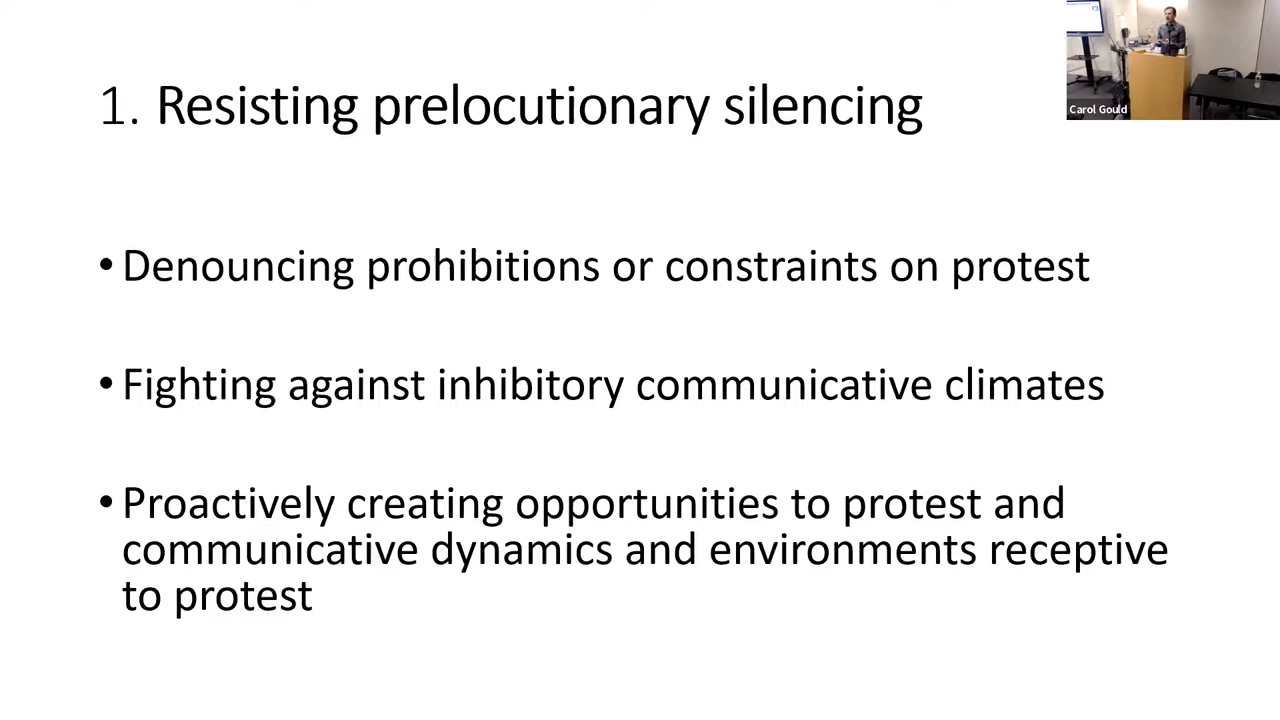 1. Resisting prelocutionary silencing
Carol Gould
• Denouncing prohibitions or constraints on protest
• Fighting against inhibitory communicative climates
• Proactively creating opportunities to protest and
communicative dynamics and environments receptive
to protest